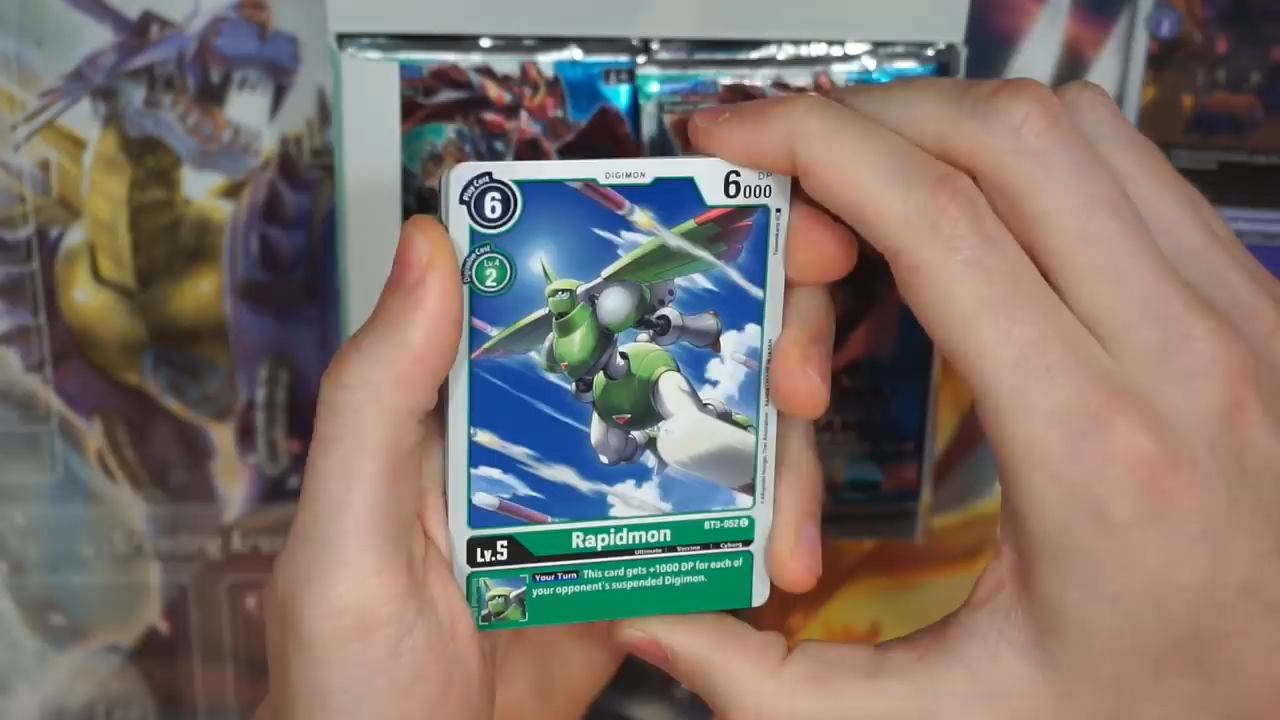 DIGIMON
Play Cost
6
DP
6000
Digivolve Cost
Lv.4
2
BT3-052 C
Rapidmon
Lv.5
Ultimate | Vaccine | Cyborg
Your Turn This card gets +1000 DP for each of
your opponent's suspended Digimon.